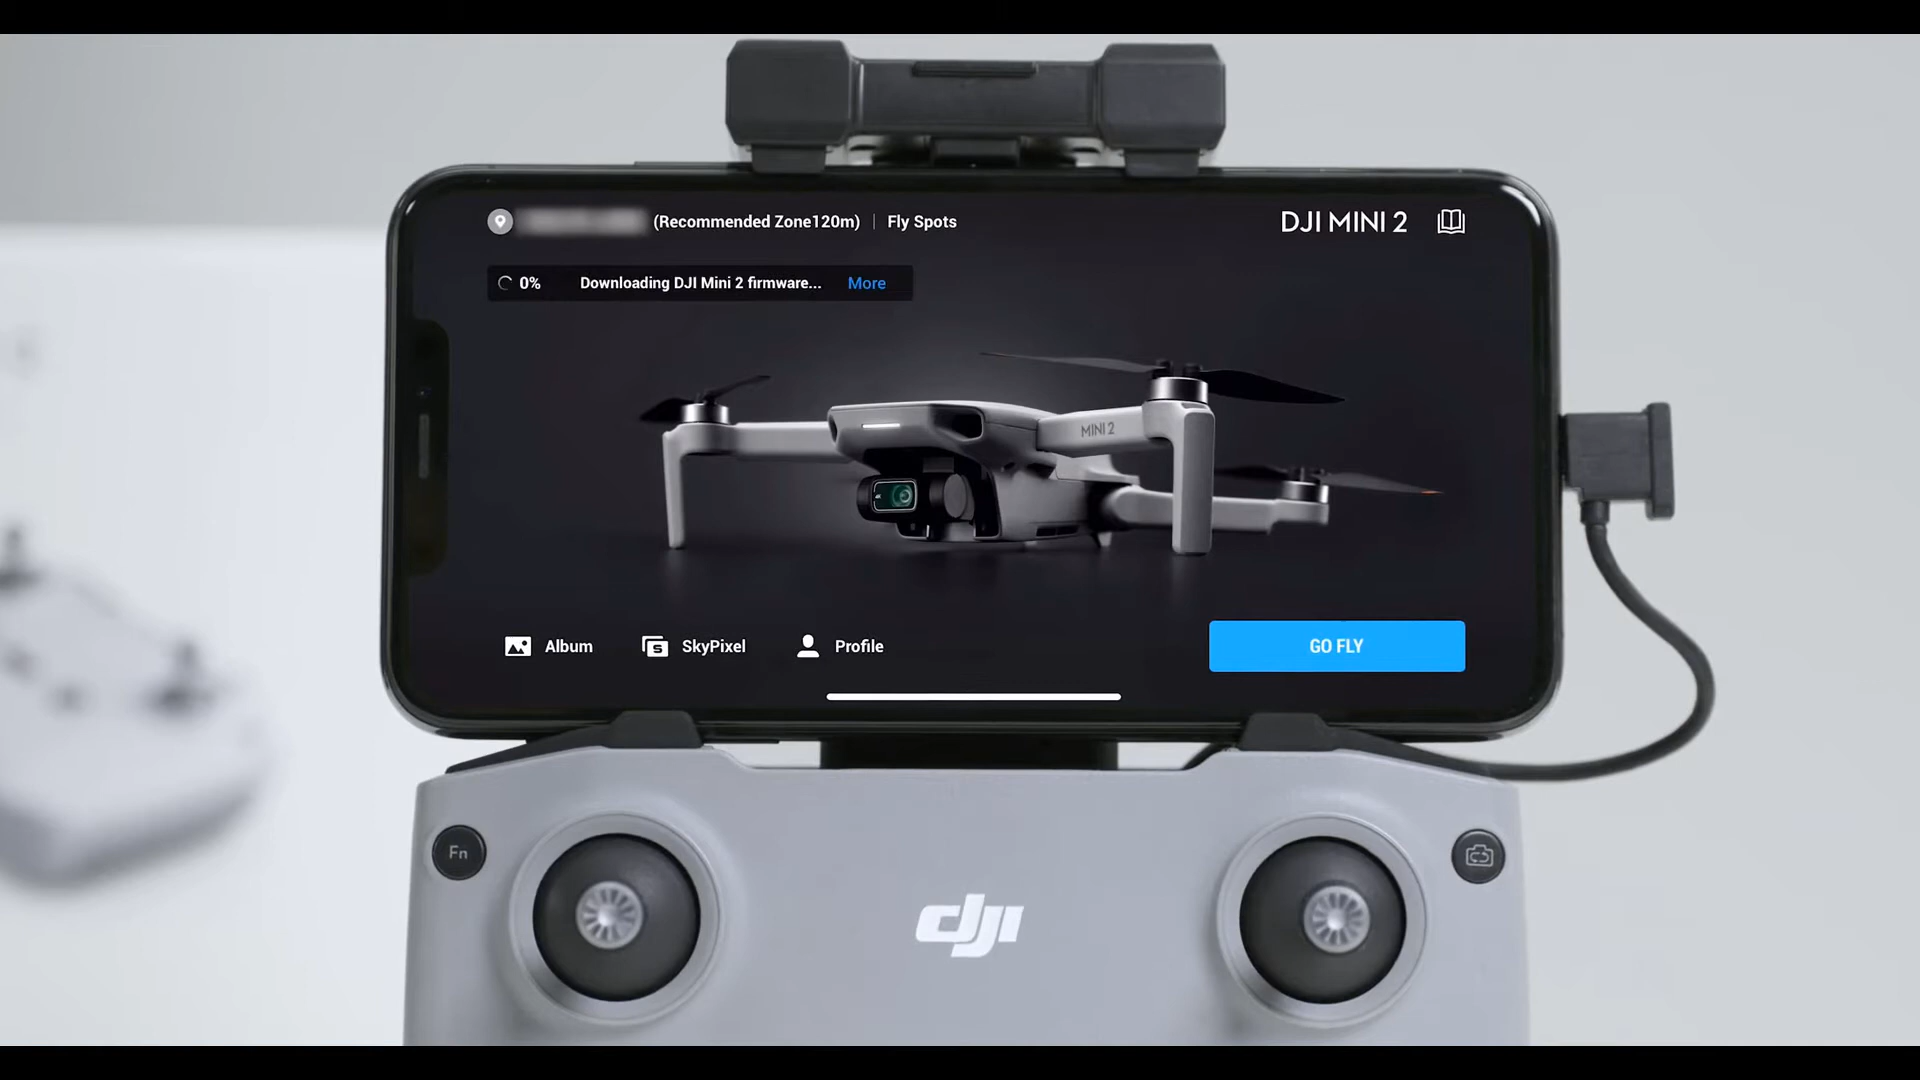 (Recommended Zone120m) | Fly Spots
DJI MINI 2
0% Downloading DJI Mini 2 firmware... More
MINI 2
4K
Album
SkyPixel
Profile
GO FLY
Fn
dji